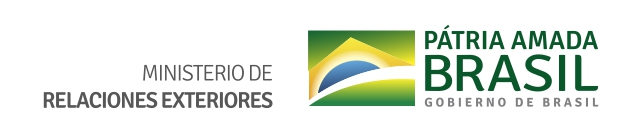 MINISTERIO DE
RELACIONES EXTERIORES
PÁTRIA AMADA
BRASIL
GOBIERNO DE BRASIL